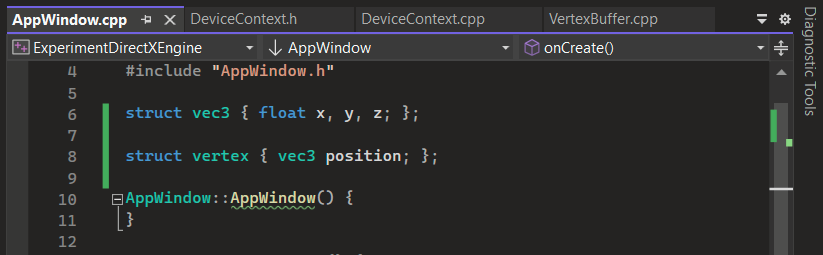 AppWindow.cpp DeviceContext.h DeviceContext.cpp VertexBuffer.cpp
ExperimentDirectXEngine AppWindow onCreate()
4 #include "AppWindow.h"
5
6 struct vec3 { float x, y, z; };
7
8 struct vertex { vec3 position; };
9
10 AppWindow::AppWindow() {
11 }
12
Diagnostic Tools